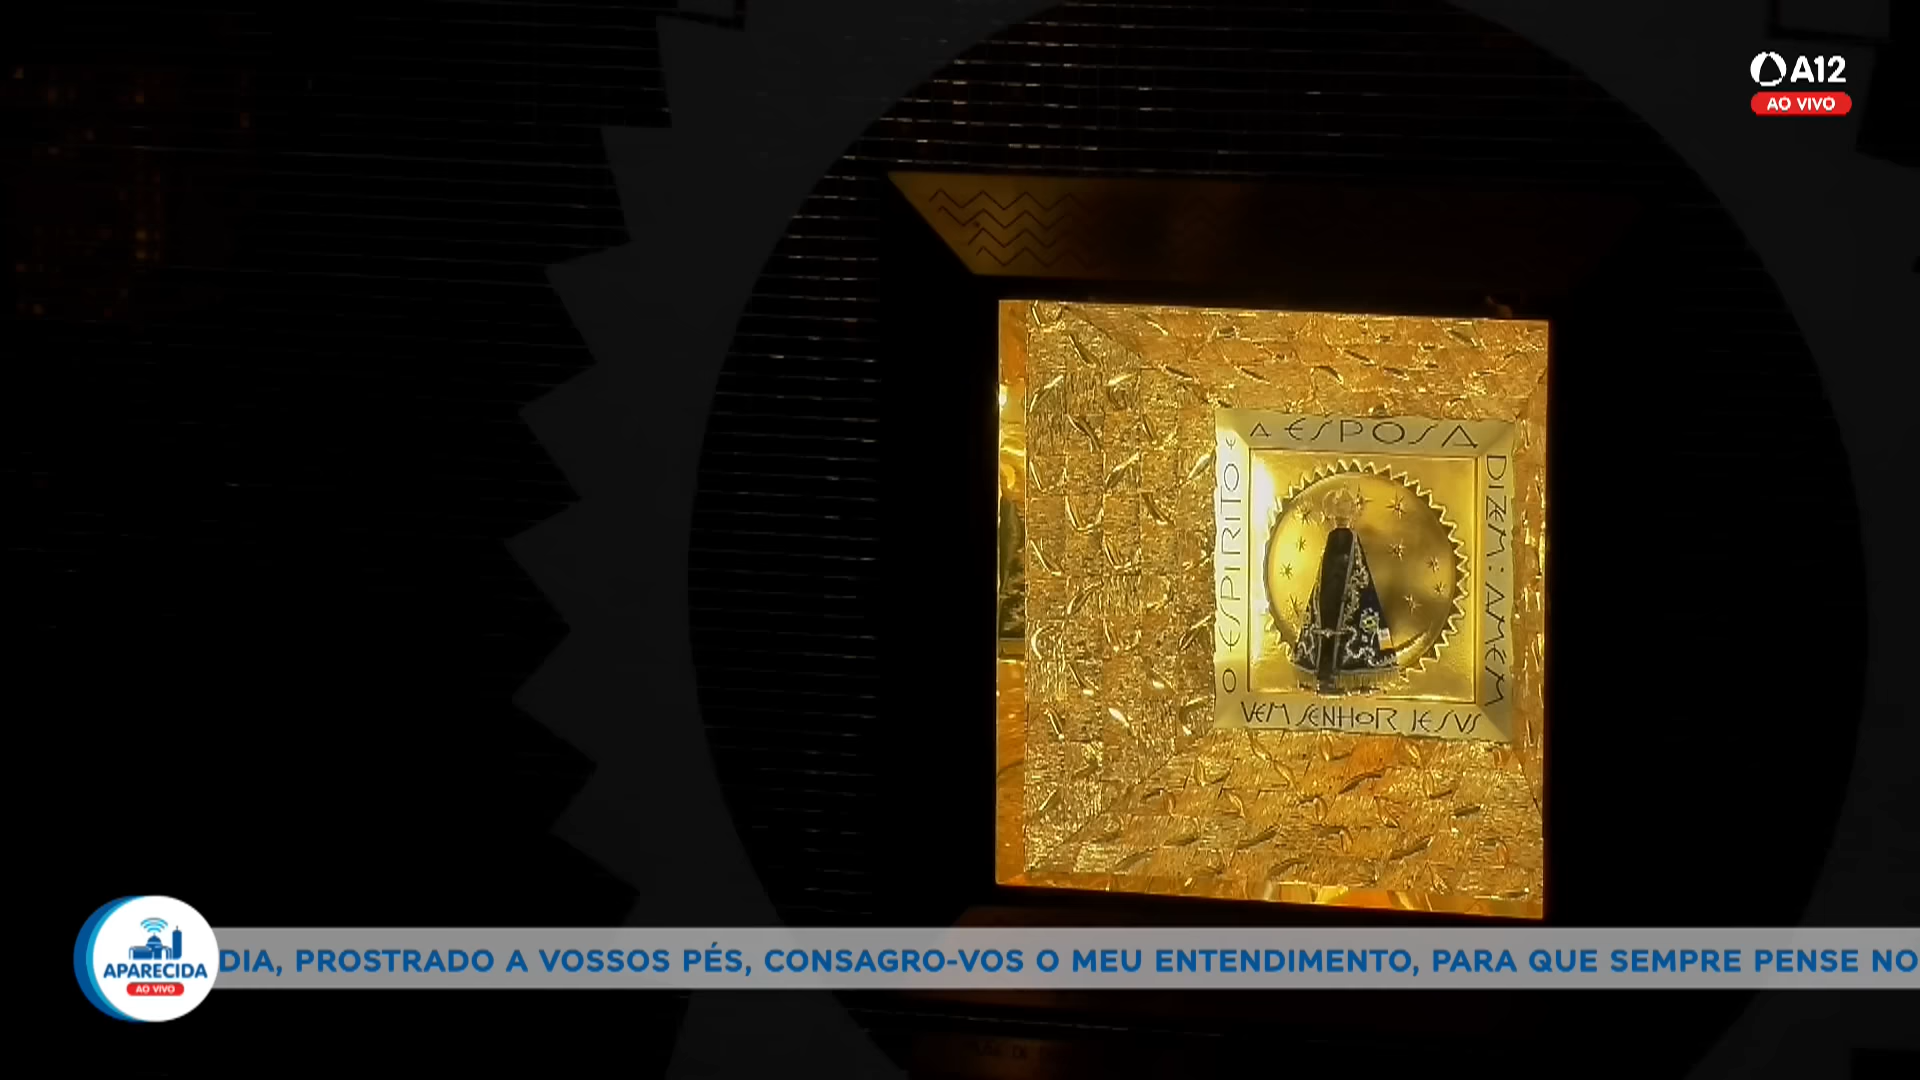 A12
AO VIVO
O ESPIRITO E
A ESPOSA
DIZEM: AMEM
VEM SENHOR JESUS
APARECIDA
AO VIVO
DIA, PROSTRADO A VOSSOS PÉS, CONSAGRO-VOS O MEU ENTENDIMENTO, PARA QUE SEMPRE PENSE NO